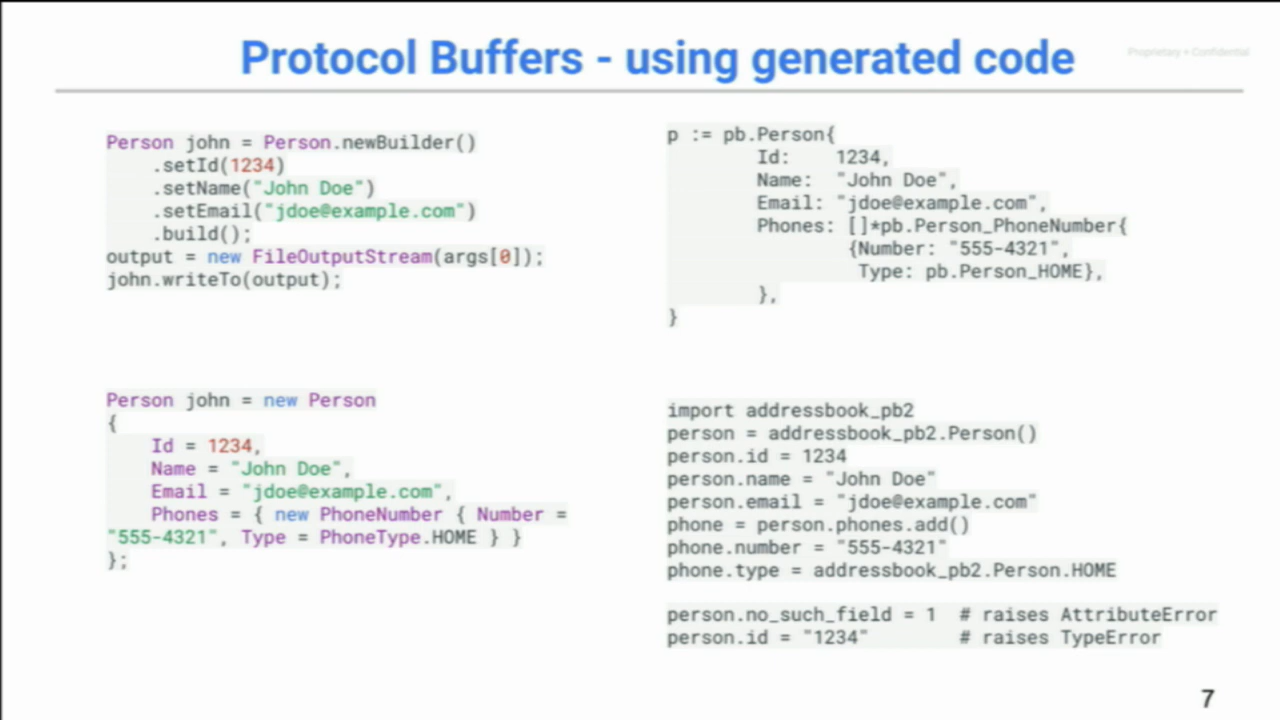 Protocol Buffers - using generated code
Proprietary + Confidential
Person john = Person.newBuilder()
    .setId(1234)
    .setName("John Doe")
    .setEmail("jdoe@example.com")
    .build();
output = new FileOutputStream(args[0]);
john.writeTo(output);
p := pb.Person{
        Id:    1234,
        Name:  "John Doe",
        Email: "jdoe@example.com",
        Phones: []*pb.Person_PhoneNumber{
                {Number: "555-4321",
                 Type: pb.Person_HOME},
        },
}
Person john = new Person
{
    Id = 1234,
    Name = "John Doe",
    Email = "jdoe@example.com",
    Phones = { new PhoneNumber { Number =
"555-4321", Type = PhoneType.HOME } }
};
import addressbook_pb2
person = addressbook_pb2.Person()
person.id = 1234
person.name = "John Doe"
person.email = "jdoe@example.com"
phone = person.phones.add()
phone.number = "555-4321"
phone.type = addressbook_pb2.Person.HOME
person.no_such_field = 1  # raises AttributeError
person.id = "1234"        # raises TypeError
7